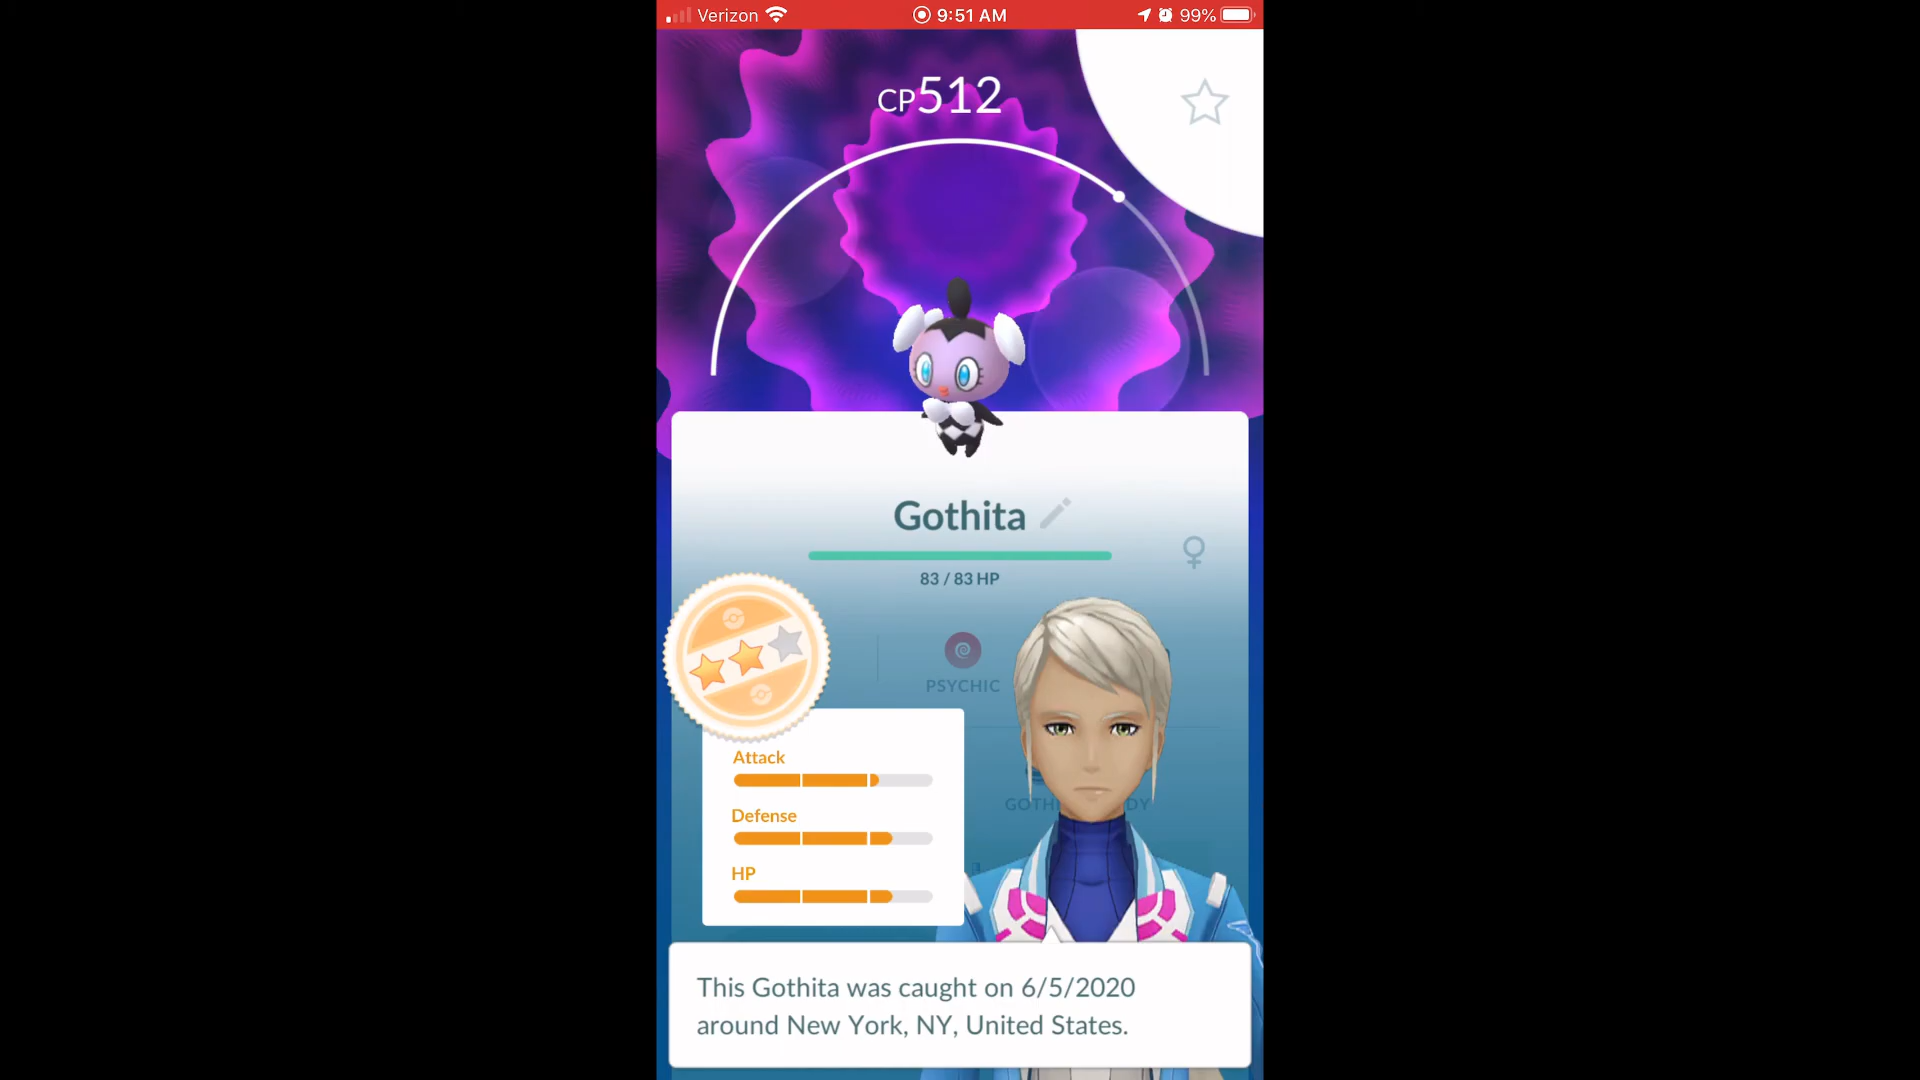 Verizon 9:51 AM 99%
CP512
Gothita
83 / 83 HP
PSYCHIC
Attack
Defense
HP
This Gothita was caught on 6/5/2020
around New York, NY, United States.